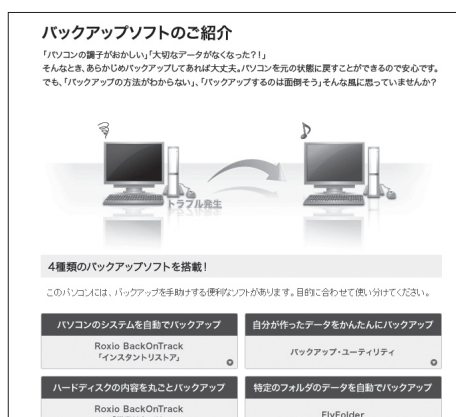 バックアップソフトのご紹介
「パソコンの調子がおかしい」「大切なデータがなくなった?!」
そんなとき、あらかじめバックアップしてあれば大丈夫。パソコンを元の状態に戻すことができるので安心です。
でも、「バックアップの方法がわからない」、「バックアップするのは面倒そう」そんな風に思っていませんか?
トラブル発生
4種類のバックアップソフトを搭載!
このパソコンには、バックアップを手助けする便利なソフトがあります。目的に合わせて使い分けてください。
パソコンのシステムを自動でバックアップ
自分が作ったデータをかんたんにバックアップ
Roxio BackOnTrack
「インスタントリストア」
バックアップ・ユーティリティ
ハードディスクの内容を丸ごとバックアップ
特定のフォルダのデータを自動でバックアップ
Roxio BackOnTrack
FlyFolder